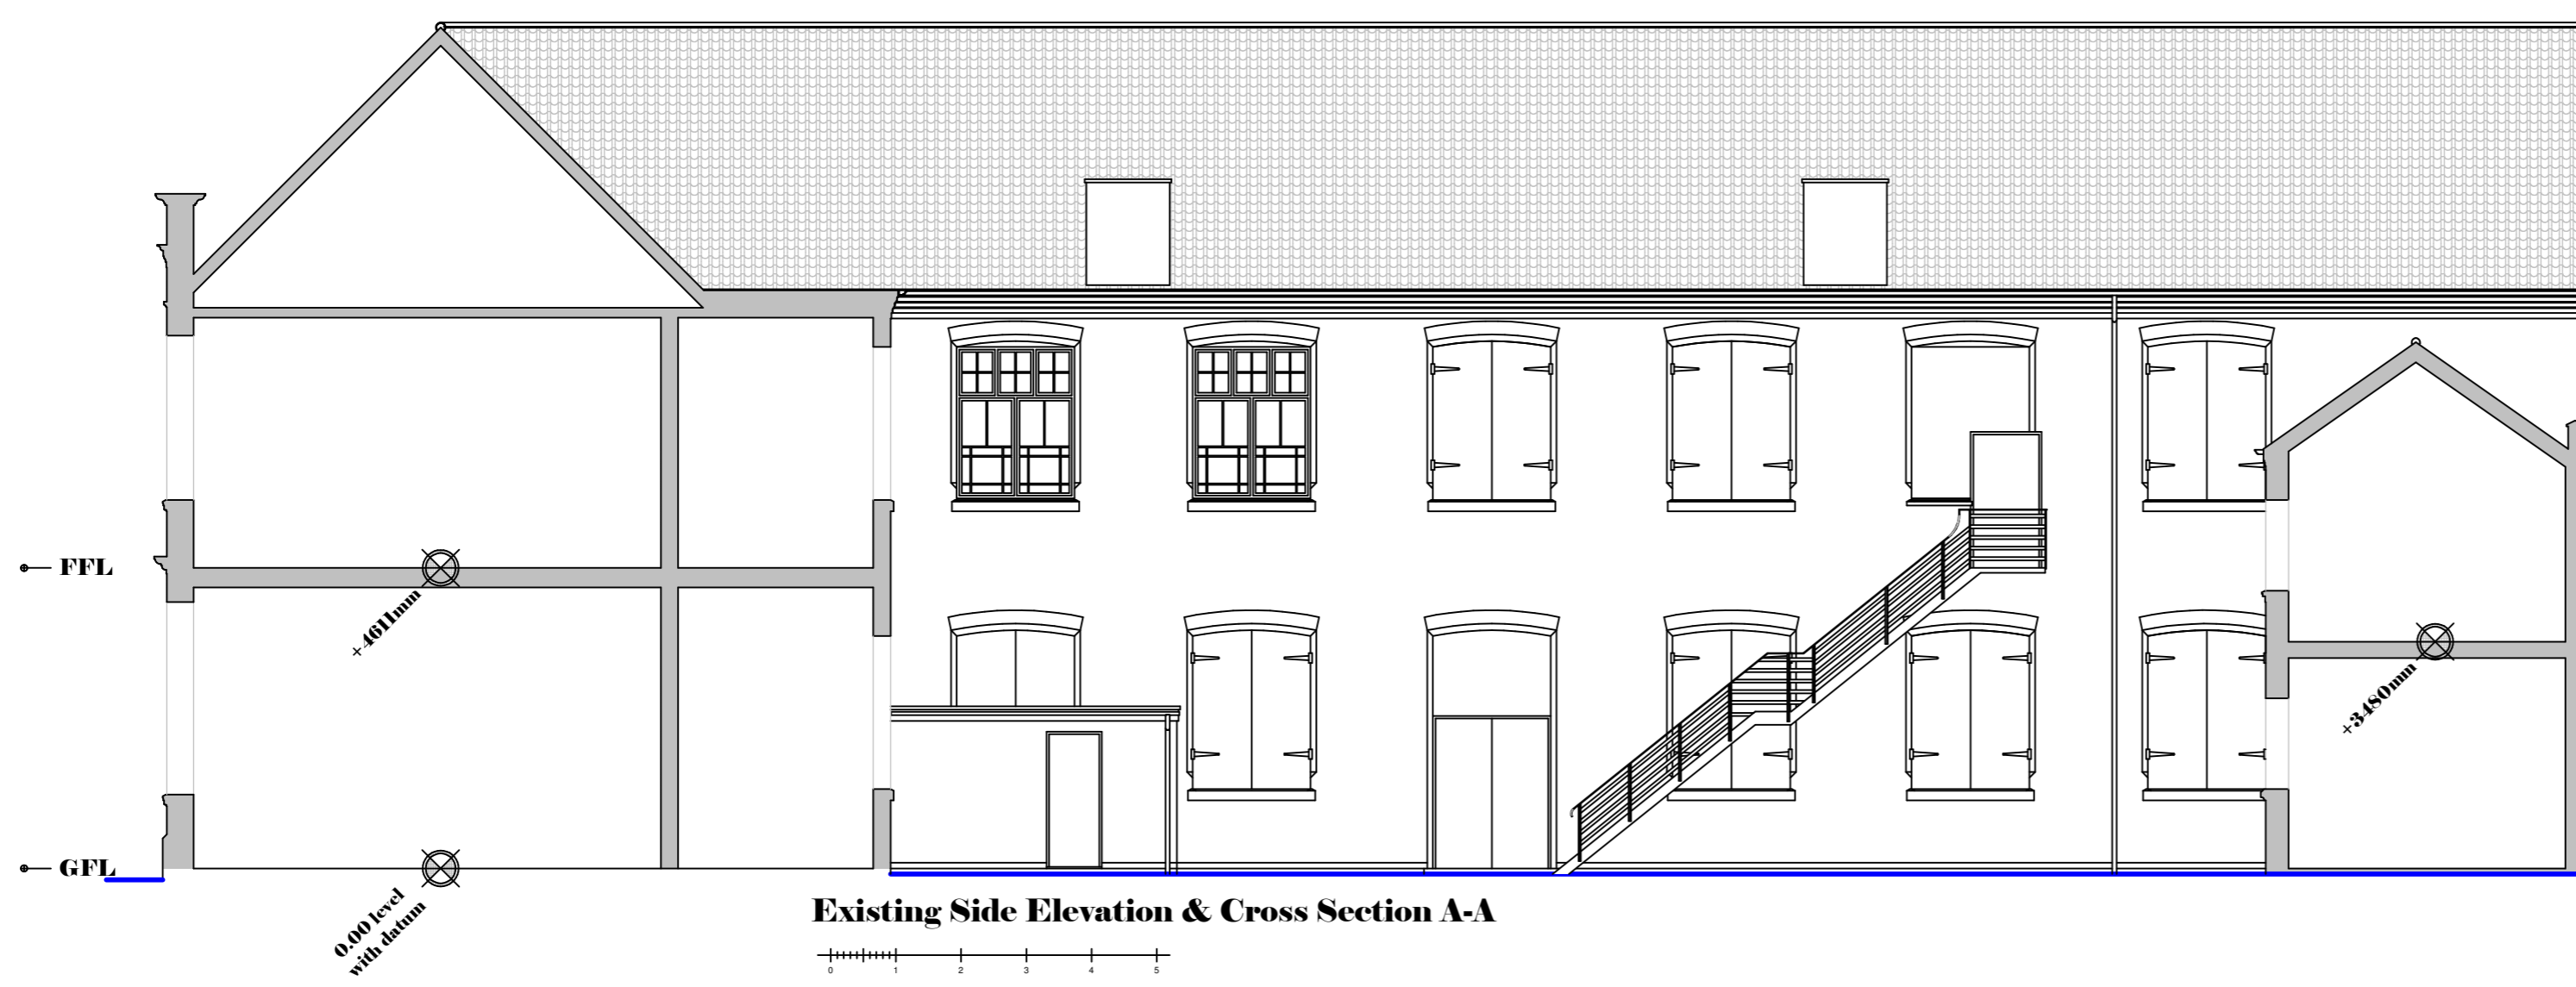 FFL
+4611mm
+3480mm
GFL
0.00 level
with datum
Existing Side Elevation & Cross Section A-A
0 1 2 3 4 5